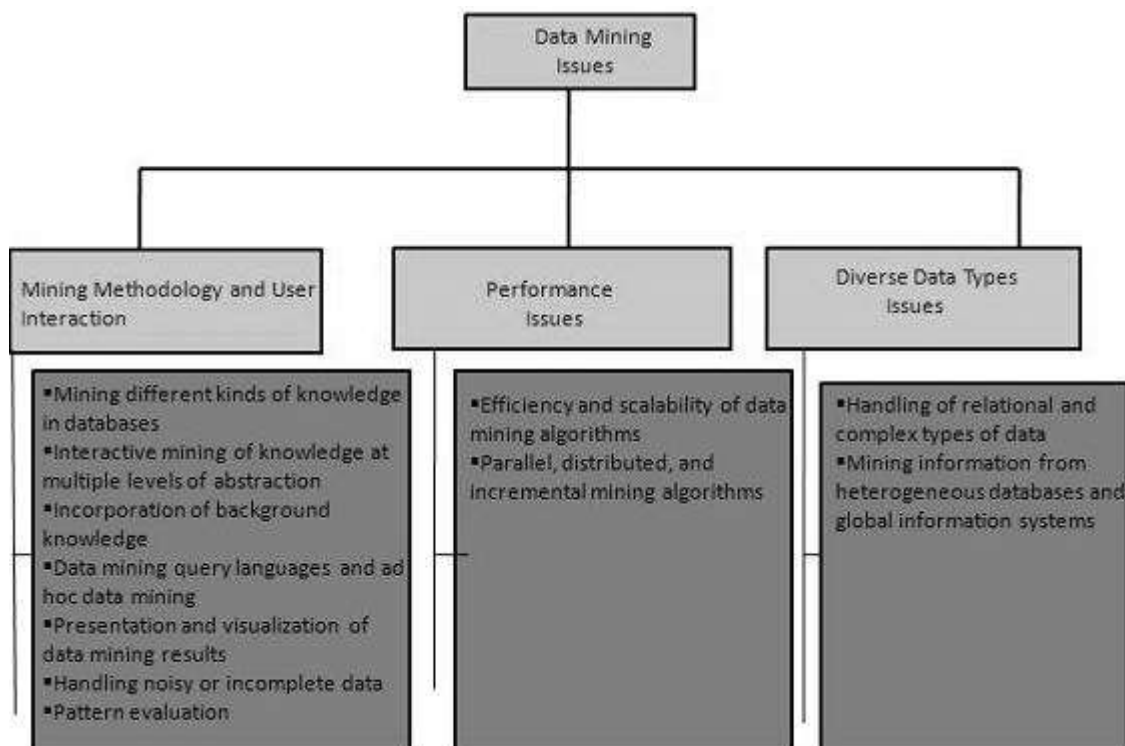 Data Mining
Issues
Mining Methodology and User
Interaction
▪Mining different kinds of knowledge
in databases
▪Interactive mining of knowledge at
multiple levels of abstraction
▪Incorporation of background
knowledge
▪Data mining query languages and ad
hoc data mining
▪Presentation and visualization of
data mining results
▪Handling noisy or incomplete data
▪Pattern evaluation
Performance
Issues
▪Efficiency and scalability of data
mining algorithms
▪Parallel, distributed, and
incremental mining algorithms
Diverse Data Types
Issues
▪Handling of relational and
complex types of data
▪Mining information from
heterogeneous databases and
global information systems